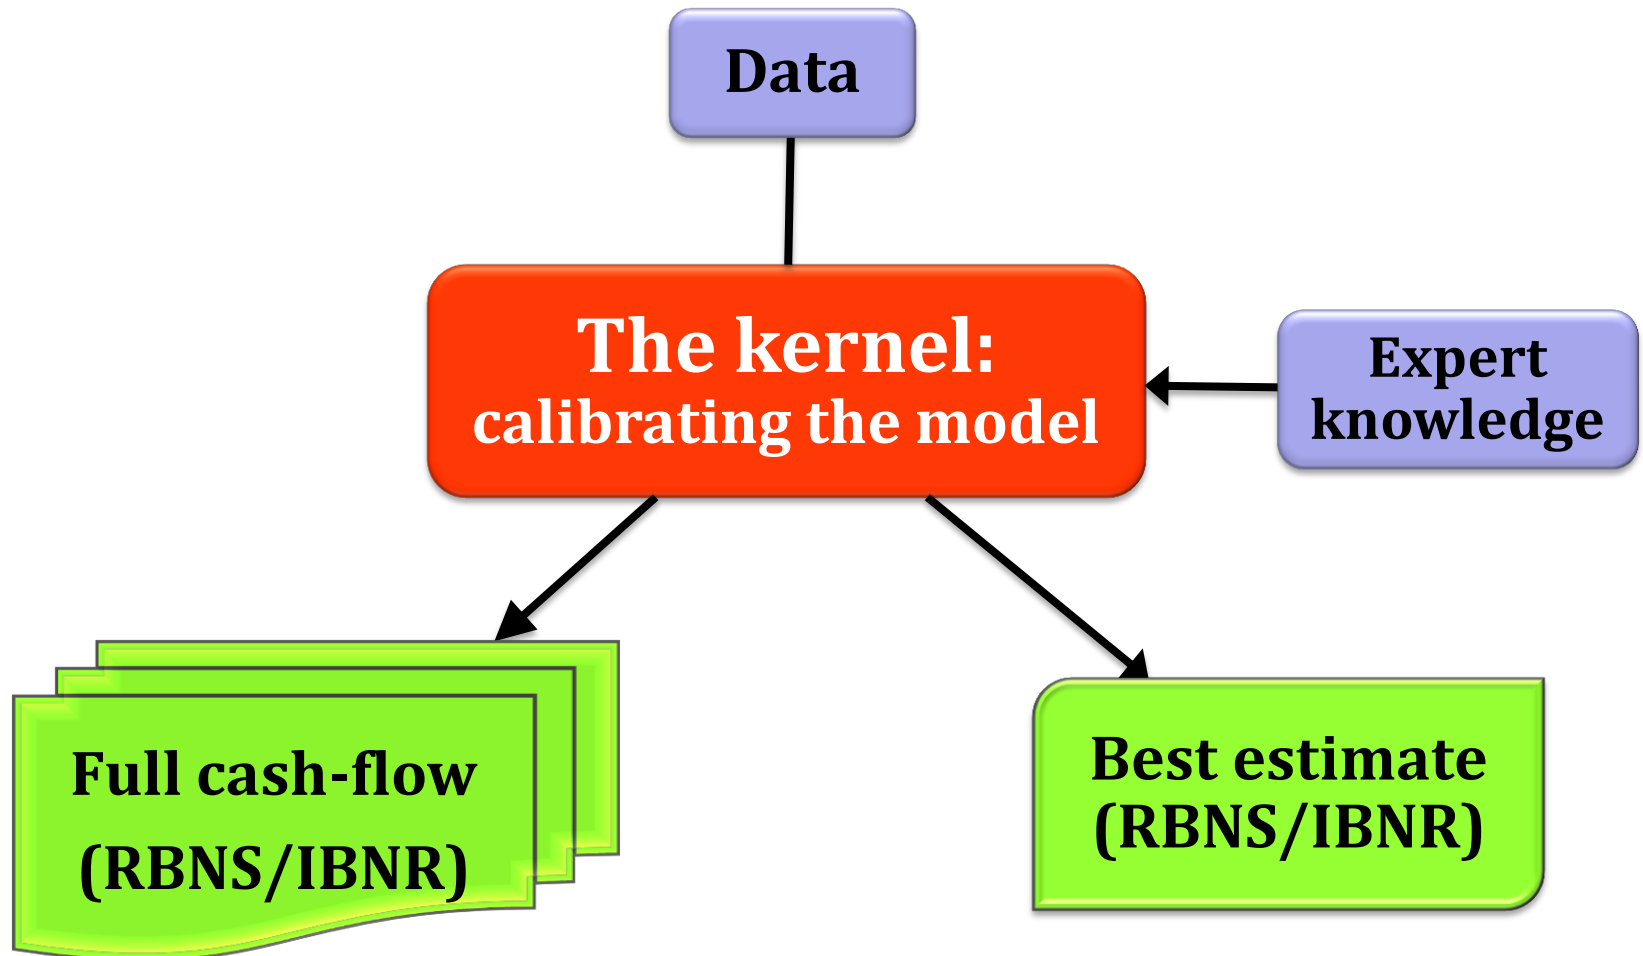 Data
The kernel:
calibrating the model
Expert
knowledge
Full cash-flow
(RBNS/IBNR)
Best estimate
(RBNS/IBNR)